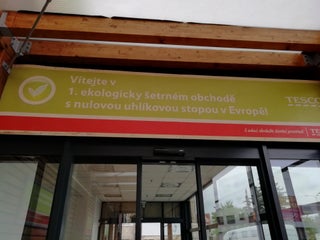 Vítejte v
1. ekologicky šetrném obchodě
s nulovou uhlíkovou stopou v Evropě!
TESCO